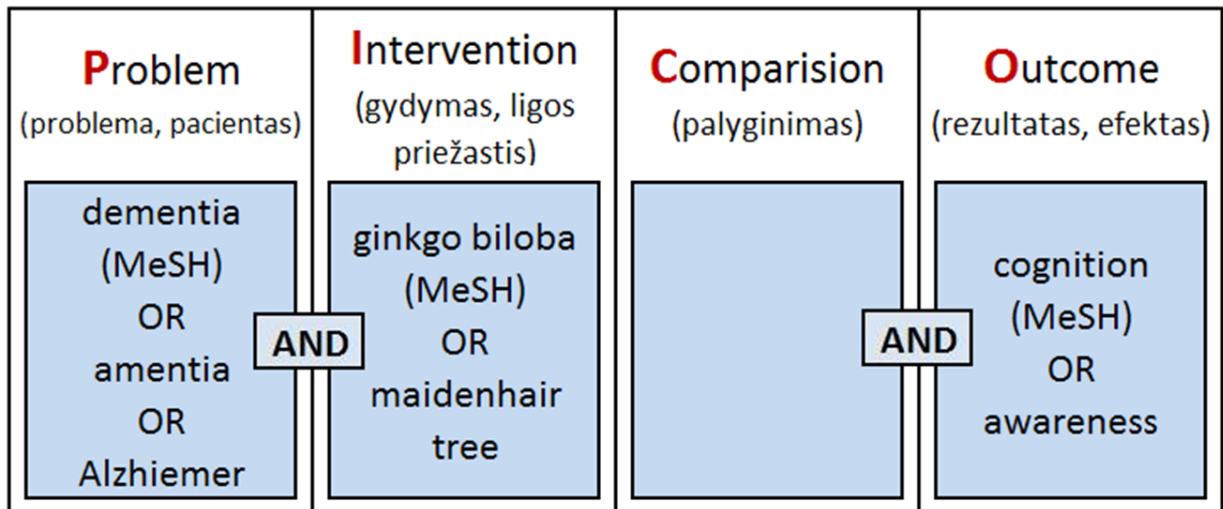 Problem
(problema, pacientas)
dementia
(MeSH)
OR
amentia
OR
Alzhiemer
AND
Intervention
(gydymas, ligos
priežastis)
ginkgo biloba
(MeSH)
OR
maidenhair
tree
Comparision
(palyginimas)
AND
Outcome
(rezultatas, efektas)
cognition
(MeSH)
OR
awareness